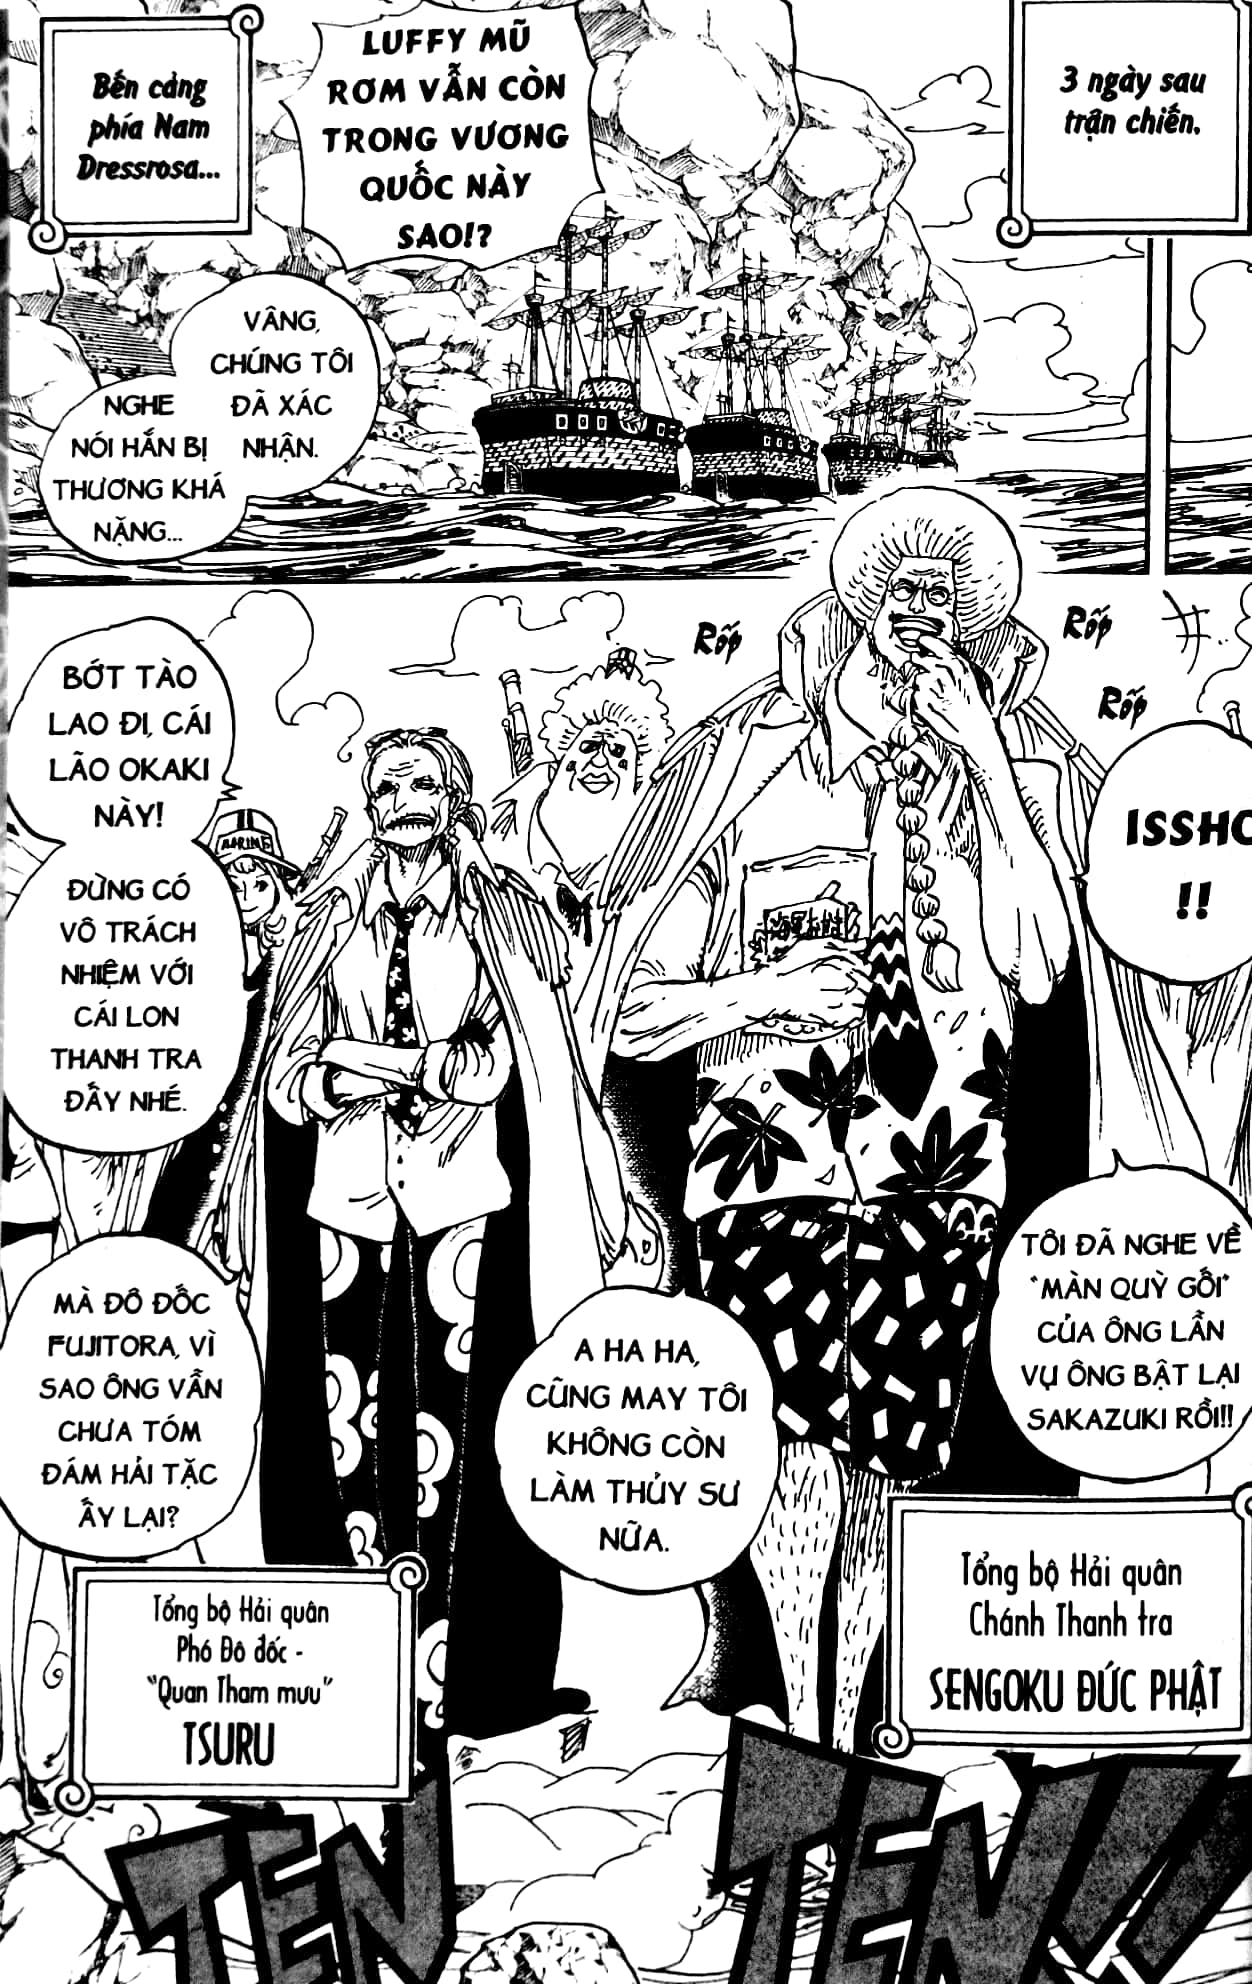 3 ngày sau
trận chiến.
LUFFY MŨ
RƠM VẪN CÒN
TRONG VƯƠNG
QUỐC NÀY
SAO!?
Bến cảng
phía Nam
Dressrosa...
VÂNG,
CHÚNG TÔI
ĐÃ XÁC
NHẬN.
NGHE
NÓI HẮN BỊ
THƯƠNG KHÁ
NẶNG...
Rốp
Rốp
Rốp
ISSHO
!!
TÔI ĐÃ NGHE VỀ
"MÀN QUỲ GỐI"
CỦA ÔNG LẪN
VỤ ÔNG BẬT LẠI
SAKAZUKI RỒI!!
A HA HA,
CŨNG MAY TÔI
KHÔNG CÒN
LÀM THỦY SƯ
NỮA.
Tổng bộ Hải quân
Chánh Thanh tra
SENGOKU ĐỨC PHẬT
BỚT TÀO
LAO ĐI, CÁI
LÃO OKAKI
NÀY!
ĐỪNG CÓ
VÔ TRÁCH
NHIỆM VỚI
CÁI LON
THANH TRA
ĐẤY NHÉ.
MARINE
MÀ ĐÔ ĐỐC
FUJITORA, VÌ
SAO ÔNG VẪN
CHƯA TÓM
ĐÁM HẢI TẶC
ẤY LẠI?
Tổng bộ Hải quân
Phó Đô đốc -
"Quan Tham mưu"
TSURU
TEN
TEN!!